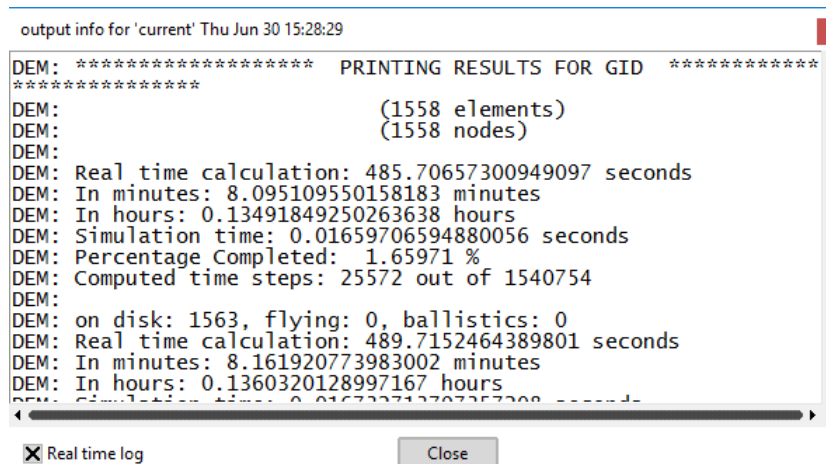 output info for 'current' Thu Jun 30 15:28:29
DEM: ******************* PRINTING RESULTS FOR GID ************
***************
DEM: (1558 elements)
DEM: (1558 nodes)
DEM:
DEM: Real time calculation: 485.70657300949097 seconds
DEM: In minutes: 8.095109550158183 minutes
DEM: In hours: 0.13491849250263638 hours
DEM: Simulation time: 0.01659706594880056 seconds
DEM: Percentage Completed: 1.65971 %
DEM: Computed time steps: 25572 out of 1540754
DEM:
DEM: on disk: 1563, flying: 0, ballistics: 0
DEM: Real time calculation: 489.7152464389801 seconds
DEM: In minutes: 8.161920773983002 minutes
DEM: In hours: 0.1360320128997167 hours
DEM: Simulation time:
Real time log
Close